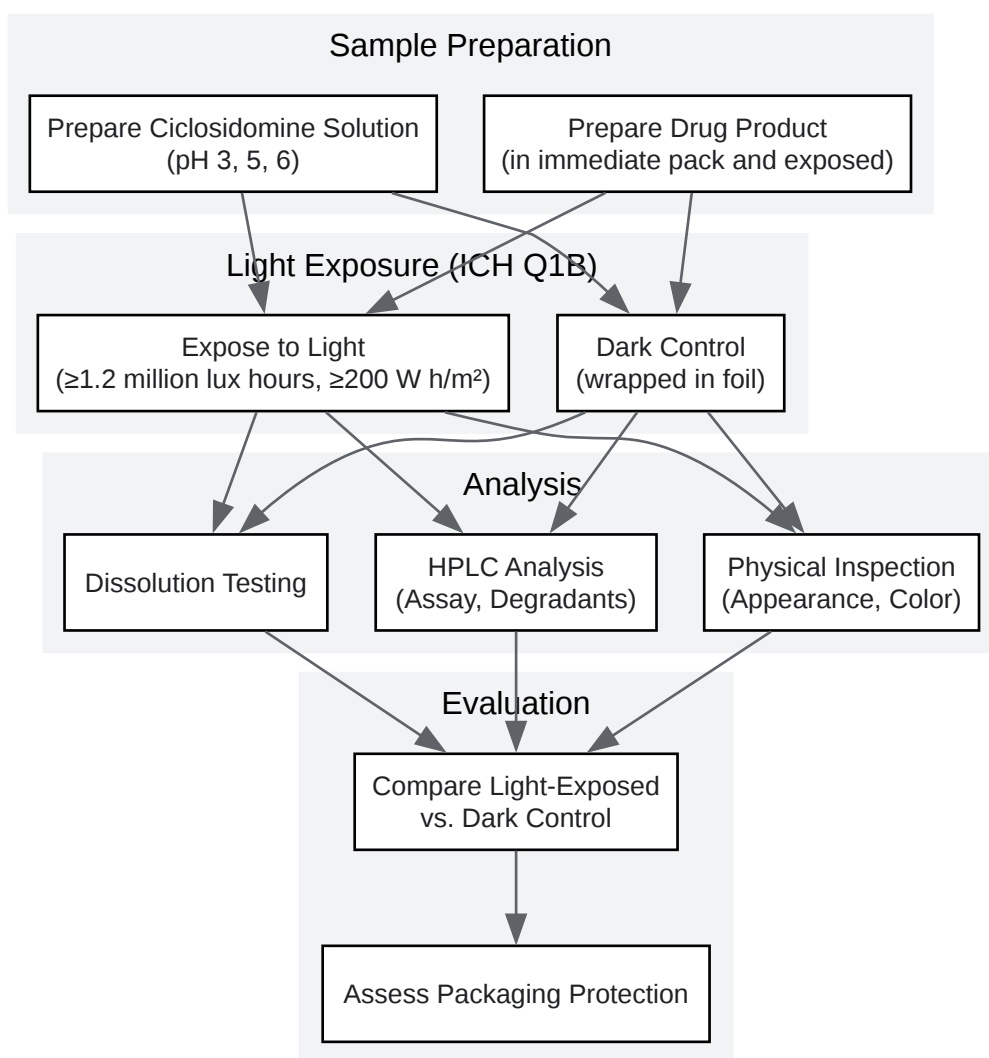 Sample Preparation
Prepare Ciclosidomine Solution
(pH 3, 5, 6)
Prepare Drug Product
(in immediate pack and exposed)
Light Exposure (ICH Q1B)
Expose to Light
(≥1.2 million lux hours, ≥200 W h/m²)
Dark Control
(wrapped in foil)
Analysis
Dissolution Testing
HPLC Analysis
(Assay, Degradants)
Physical Inspection
(Appearance, Color)
Evaluation
Compare Light-Exposed
vs. Dark Control
Assess Packaging Protection